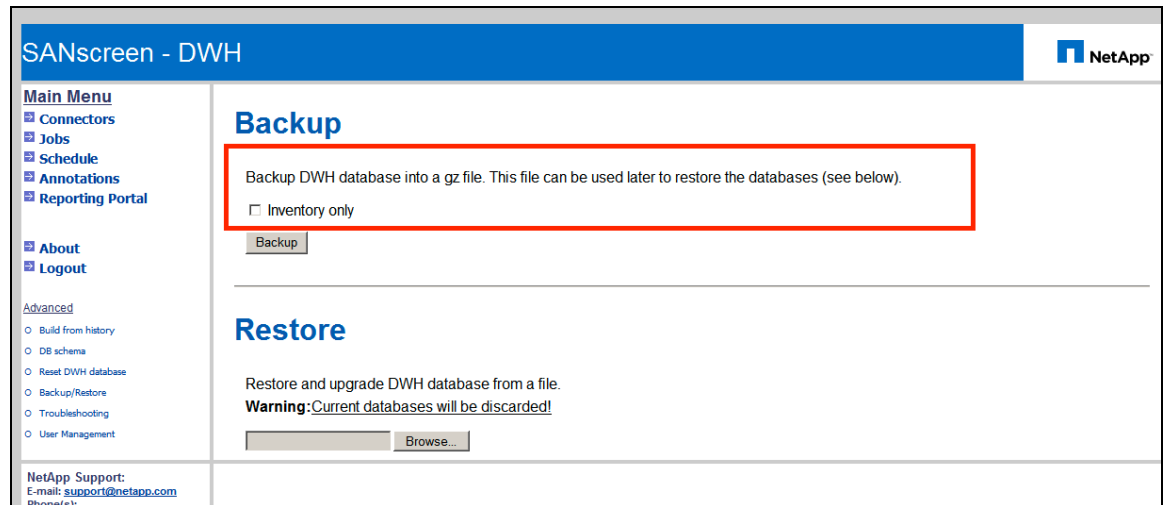 SANscreen - DWH
NetApp
Main Menu
Connectors
Jobs
Schedule
Annotations
Reporting Portal
About
Logout
Advanced
Build from history
DB schema
Reset DWH database
Backup/Restore
Troubleshooting
User Management
NetApp Support:
E-mail: support@netapp.com
Phone(s):
Backup
Backup DWH database into a gz file. This file can be used later to restore the databases (see below).
Inventory only
Backup
Restore
Restore and upgrade DWH database from a file.
Warning:Current databases will be discarded!
Browse...